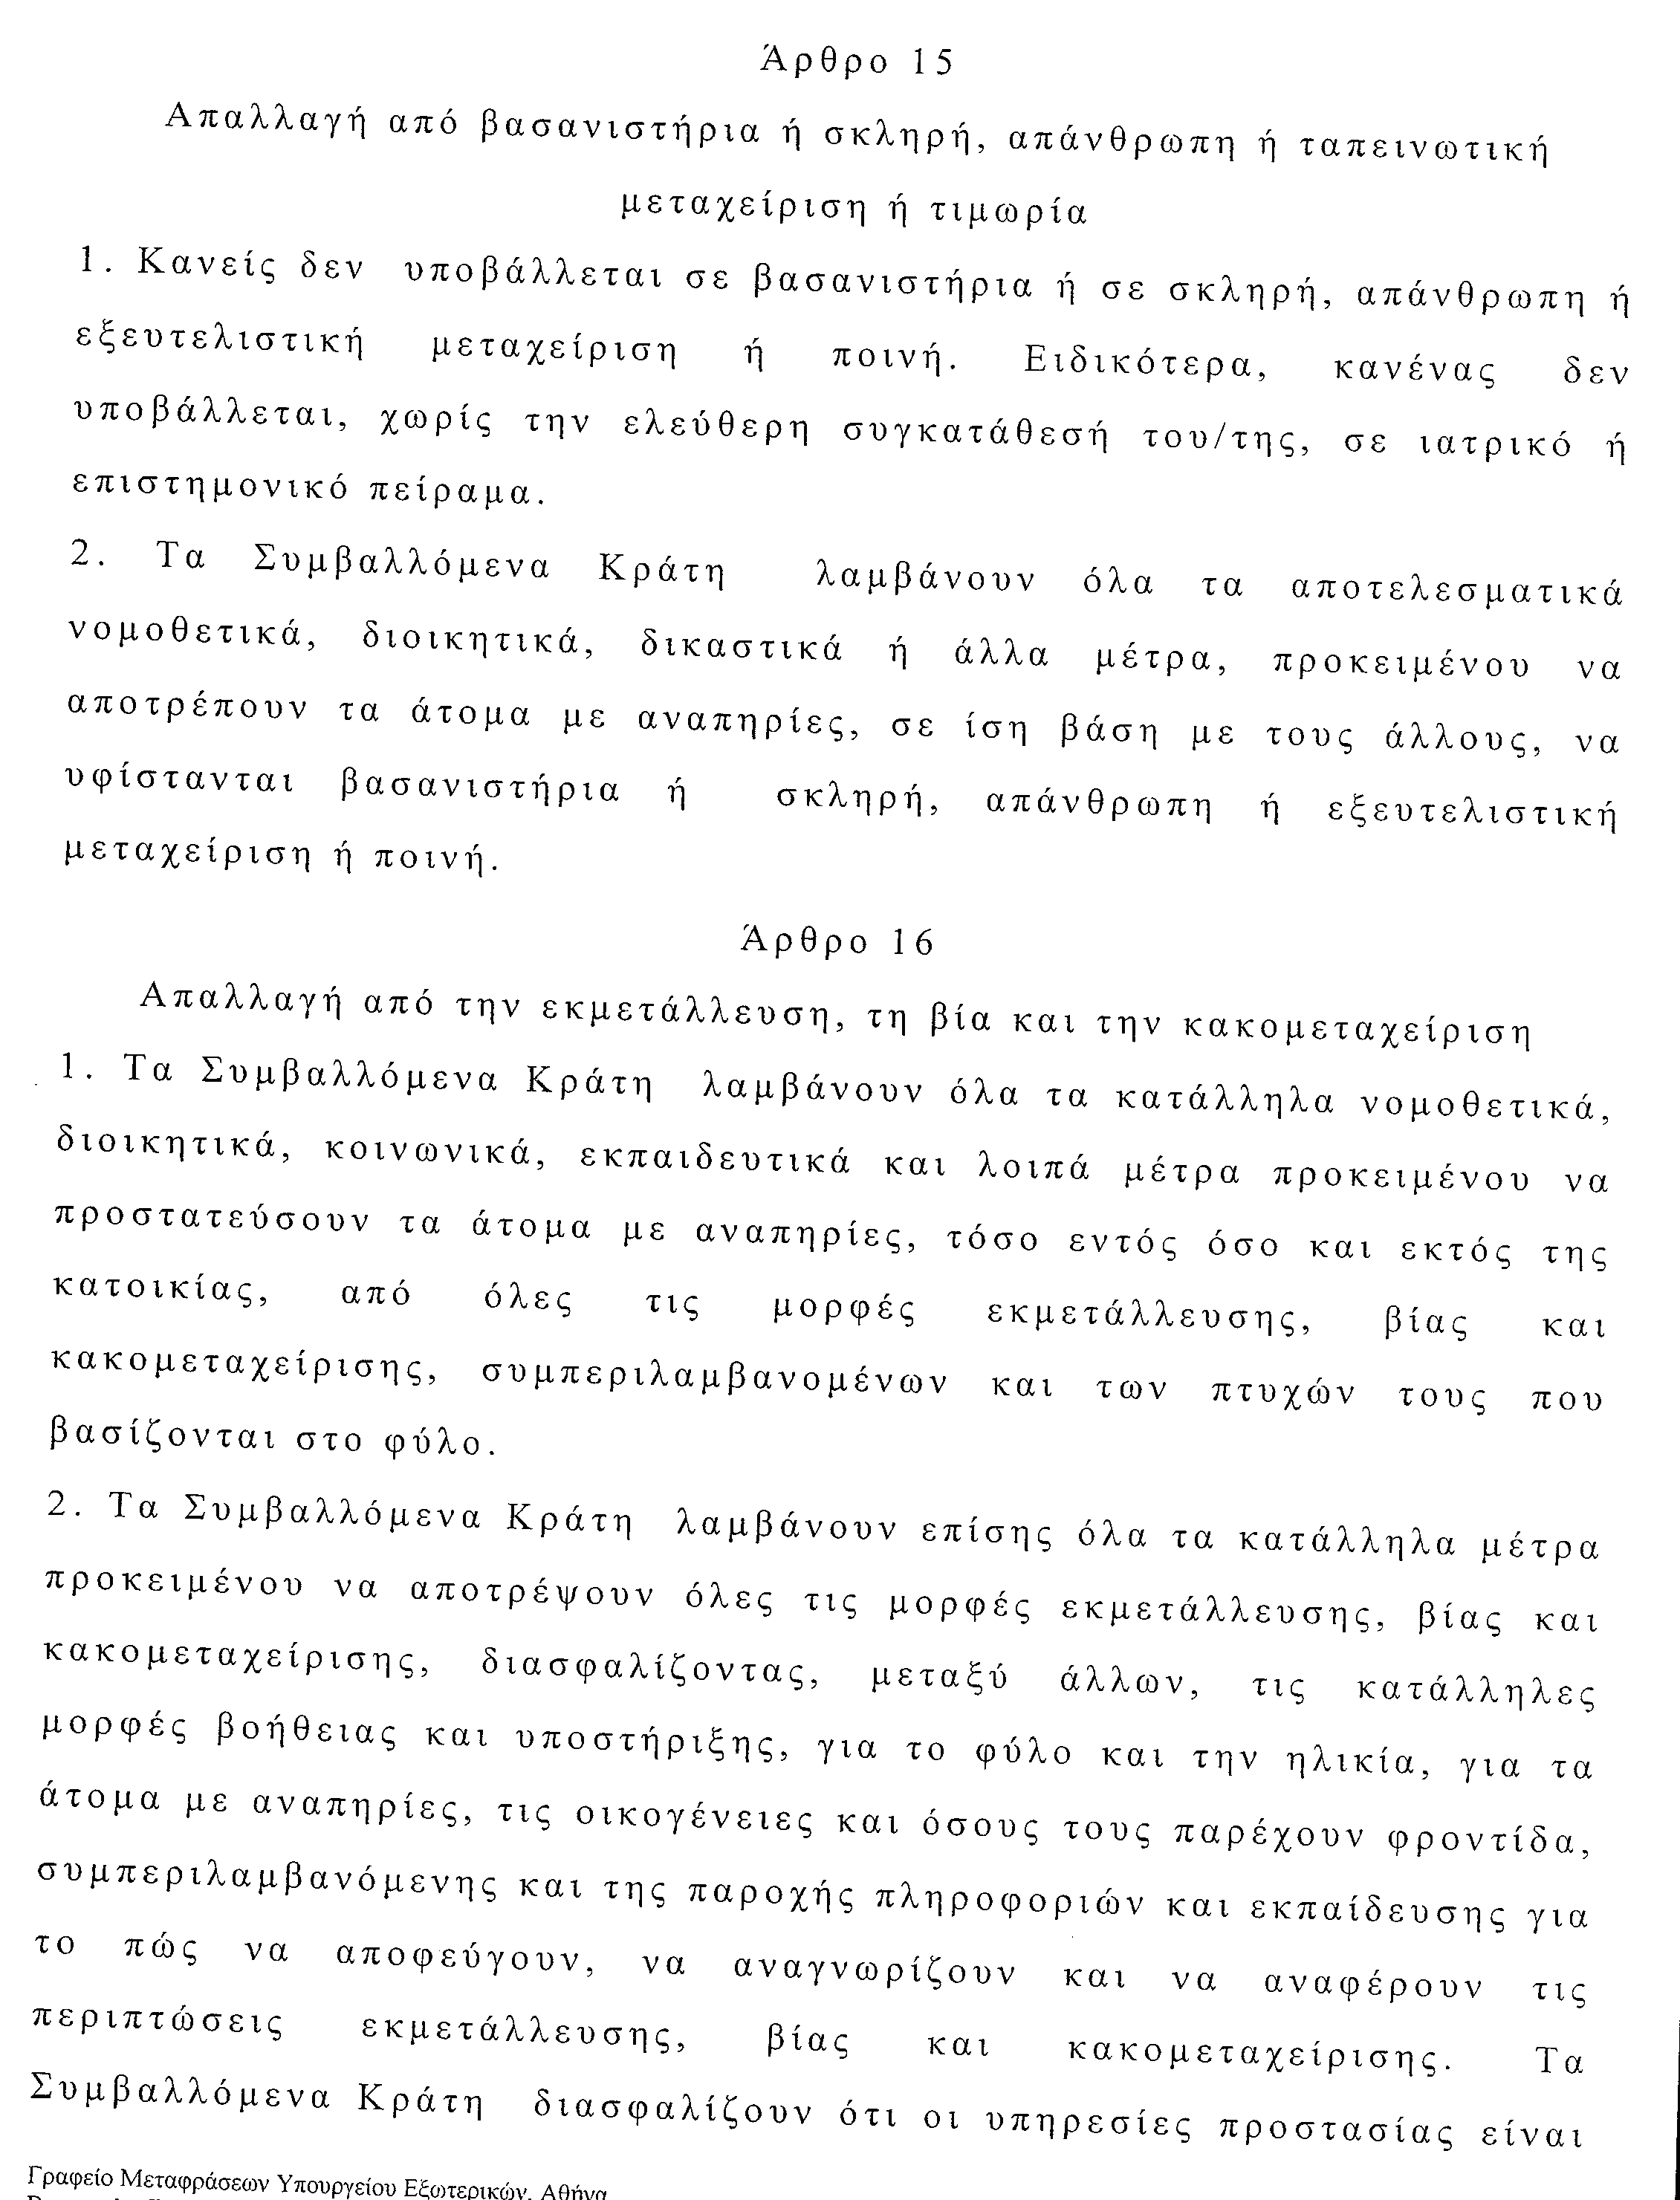 Άρθρο 15
Απαλλαγή από βασανιστήρια ή σκληρή, απάνθρωπη ή ταπεινωτική
μεταχείριση ή τιμωρία
1. Κανείς δεν υποβάλλεται σε βασανιστήρια ή σε σκληρή, απάνθρωπη ή
εξευτελιστική μεταχείριση ή ποινή. Ειδικότερα, κανένας δεν
υποβάλλεται, χωρίς την ελεύθερη συγκατάθεσή του/της, σε ιατρικό ή
επιστημονικό πείραμα.
2. Τα Συμβαλλόμενα Κράτη λαμβάνουν όλα τα αποτελεσματικά
νομοθετικά, διοικητικά, δικαστικά ή άλλα μέτρα, προκειμένου να
αποτρέπουν τα άτομα με αναπηρίες, σε ίση βάση με τους άλλους, να
υφίστανται βασανιστήρια ή σκληρή, απάνθρωπη ή εξευτελιστική
μεταχείριση ή ποινή.
Άρθρο 16
Απαλλαγή από την εκμετάλλευση, τη βία και την κακομεταχείριση
1. Τα Συμβαλλόμενα Κράτη λαμβάνουν όλα τα κατάλληλα νομοθετικά,
διοικητικά, κοινωνικά, εκπαιδευτικά και λοιπά μέτρα προκειμένου να
προστατεύσουν τα άτομα με αναπηρίες, τόσο εντός όσο και εκτός της
κατοικίας, από όλες τις μορφές εκμετάλλευσης, βίας και
κακομεταχείρισης, συμπεριλαμβανομένων και των πτυχών τους που
βασίζονται στο φύλο.
2. Τα Συμβαλλόμενα Κράτη λαμβάνουν επίσης όλα τα κατάλληλα μέτρα
προκειμένου να αποτρέψουν όλες τις μορφές εκμετάλλευσης, βίας και
κακομεταχείρισης, διασφαλίζοντας, μεταξύ άλλων, τις κατάλληλες
μορφές βοήθειας και υποστήριξης, για το φύλο και την ηλικία, για τα
άτομα με αναπηρίες, τις οικογένειες και όσους τους παρέχουν φροντίδα,
συμπεριλαμβανόμενης και της παροχής πληροφοριών και εκπαίδευσης για
το πώς να αποφεύγουν, να αναγνωρίζουν και να αναφέρουν τις
περιπτώσεις εκμετάλλευσης, βίας και κακομεταχείρισης. Τα
Συμβαλλόμενα Κράτη διασφαλίζουν ότι οι υπηρεσίες προστασίας είναι
Γραφείο Μεταφράσεων Υπουργείου Εξωτερικών, Αθήνα